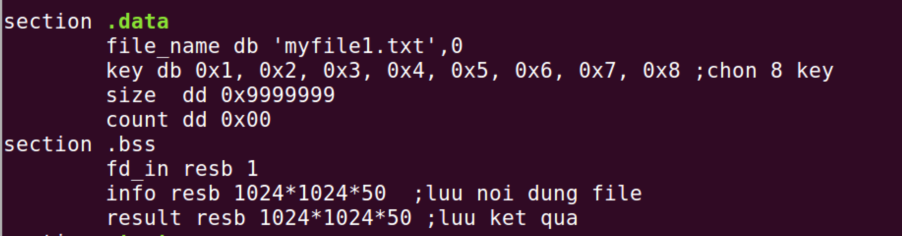 section .data
file_name db 'myfile1.txt',0
key db 0x1, 0x2, 0x3, 0x4, 0x5, 0x6, 0x7, 0x8 ;chon 8 key
size  dd 0x9999999
count dd 0x00
section .bss
fd_in resb 1
info resb 1024*1024*50  ;luu noi dung file
result resb 1024*1024*50 ;luu ket qua